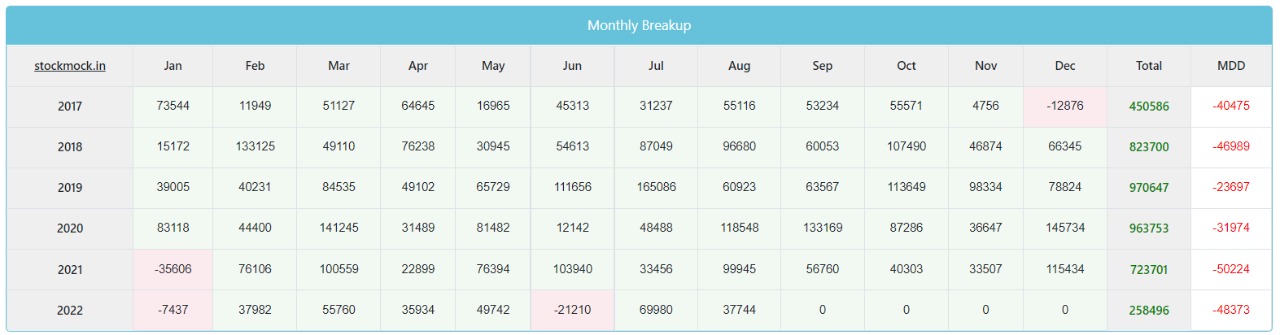 Monthly Breakup
stockmock.in Jan Feb Mar Apr May Jun Jul Aug Sep Oct Nov Dec Total MDD
2017 73544 11949 51127 64645 16965 45313 31237 55116 53234 55571 4756 -12876 450586 -40475
2018 15172 133125 49110 76238 30945 54613 87049 96680 60053 107490 46874 66345 823700 -46989
2019 39005 40231 84535 49102 65729 111656 165086 60923 63567 113649 98334 78824 970647 -23697
2020 83118 44400 141245 31489 81482 12142 48488 118548 133169 87286 36647 145734 963753 -31974
2021 -35606 76106 100559 22899 76394 103940 33456 99945 56760 40303 33507 115434 723701 -50224
2022 -7437 37982 55760 35934 49742 -21210 69980 37744 0 0 0 0 258496 -48373